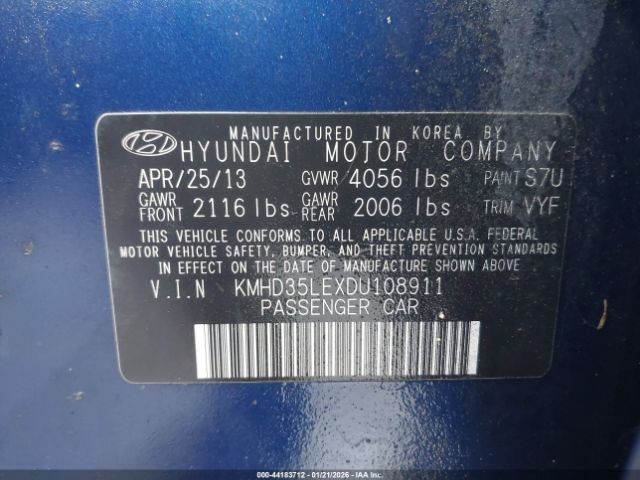 MANUFACTURED IN KOREA BY
HYUNDAI MOTOR COMPANY
APR/25/13 GVWR 4056 lbs PAINT S7U
GAWR FRONT 2116 lbs GAWR REAR 2006 lbs TRIM VYF
THIS VEHICLE CONFORMS TO ALL APPLICABLE U.S.A. FEDERAL
MOTOR VEHICLE SAFETY, BUMPER, AND THEFT PREVENTION STANDARDS
IN EFFECT ON THE DATE OF MANUFACTURE SHOWN ABOVE
V.I.N KMHD35LEXDU108911
PASSENGER CAR
000-44183712 - 01/21/2026 - COPART.COM